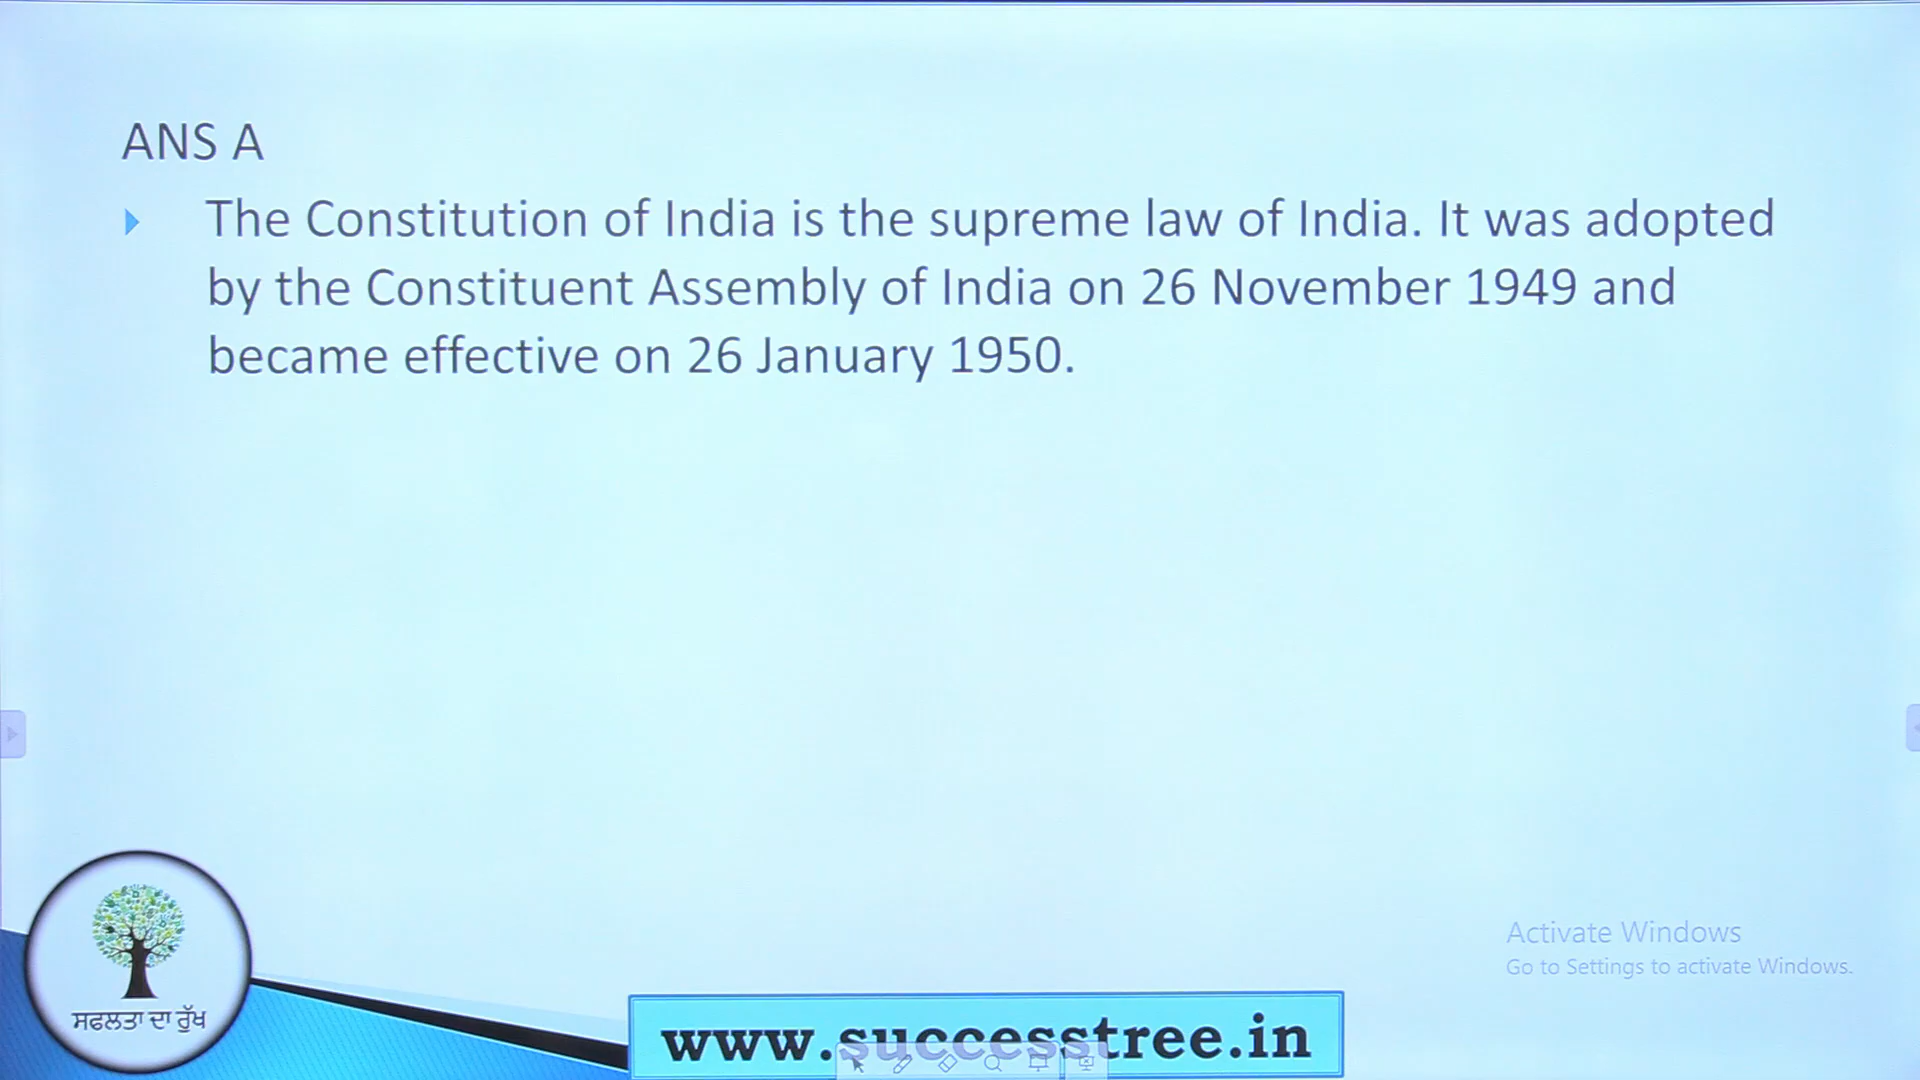 ANS A
The Constitution of India is the supreme law of India. It was adopted
by the Constituent Assembly of India on 26 November 1949 and
became effective on 26 January 1950.
Activate Windows
Go to Settings to activate Windows.
ਸਫਲਤਾ ਦਾ ਰੁੱਖ
www.successtree.in